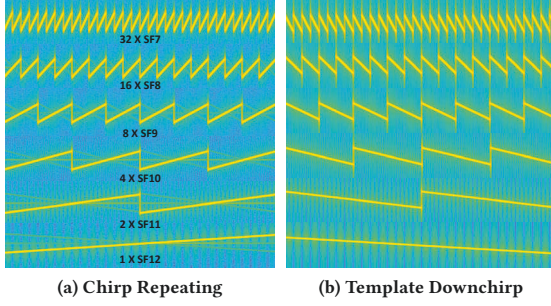 32 X SF7
16 X SF8
8 X SF9
4 X SF10
2 X SF11
1 X SF12
(a) Chirp Repeating
(b) Template Downchirp